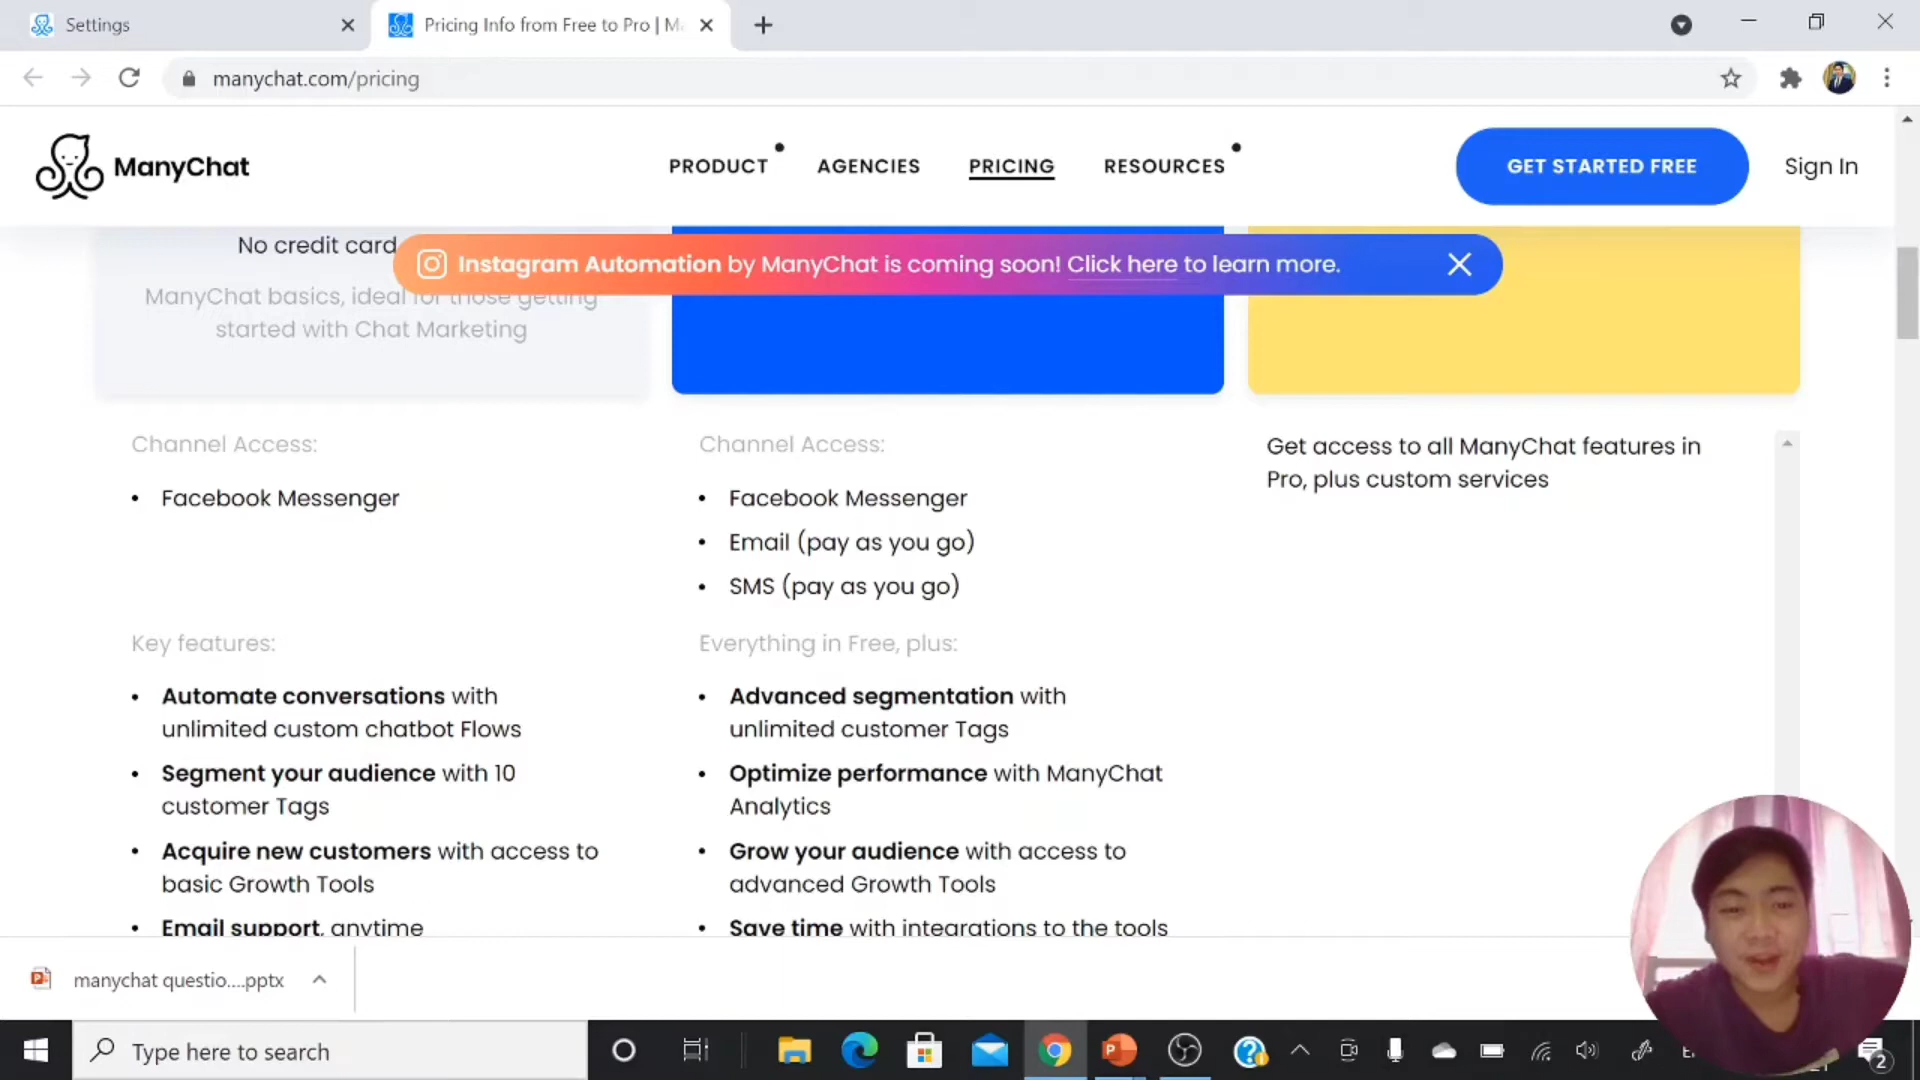 Settings
Pricing Info from Free to Pro | M
manychat.com/pricing
ManyChat
PRODUCT
AGENCIES
PRICING
RESOURCES
GET STARTED FREE
Sign In
No credit card
Instagram Automation by ManyChat is coming soon! Click here to learn more.
ManyChat basics, ideal for those getting
started with Chat Marketing
Channel Access:
• Facebook Messenger
Key features:
• Automate conversations with
unlimited custom chatbot Flows
• Segment your audience with 10
customer Tags
• Acquire new customers with access to
basic Growth Tools
• Email support, anytime
Channel Access:
• Facebook Messenger
• Email (pay as you go)
• SMS (pay as you go)
Everything in Free, plus:
• Advanced segmentation with
unlimited customer Tags
• Optimize performance with ManyChat
Analytics
• Grow your audience with access to
advanced Growth Tools
• Save time with integrations to the tools
Get access to all ManyChat features in
Pro, plus custom services
manychat questio....pptx
Type here to search
2